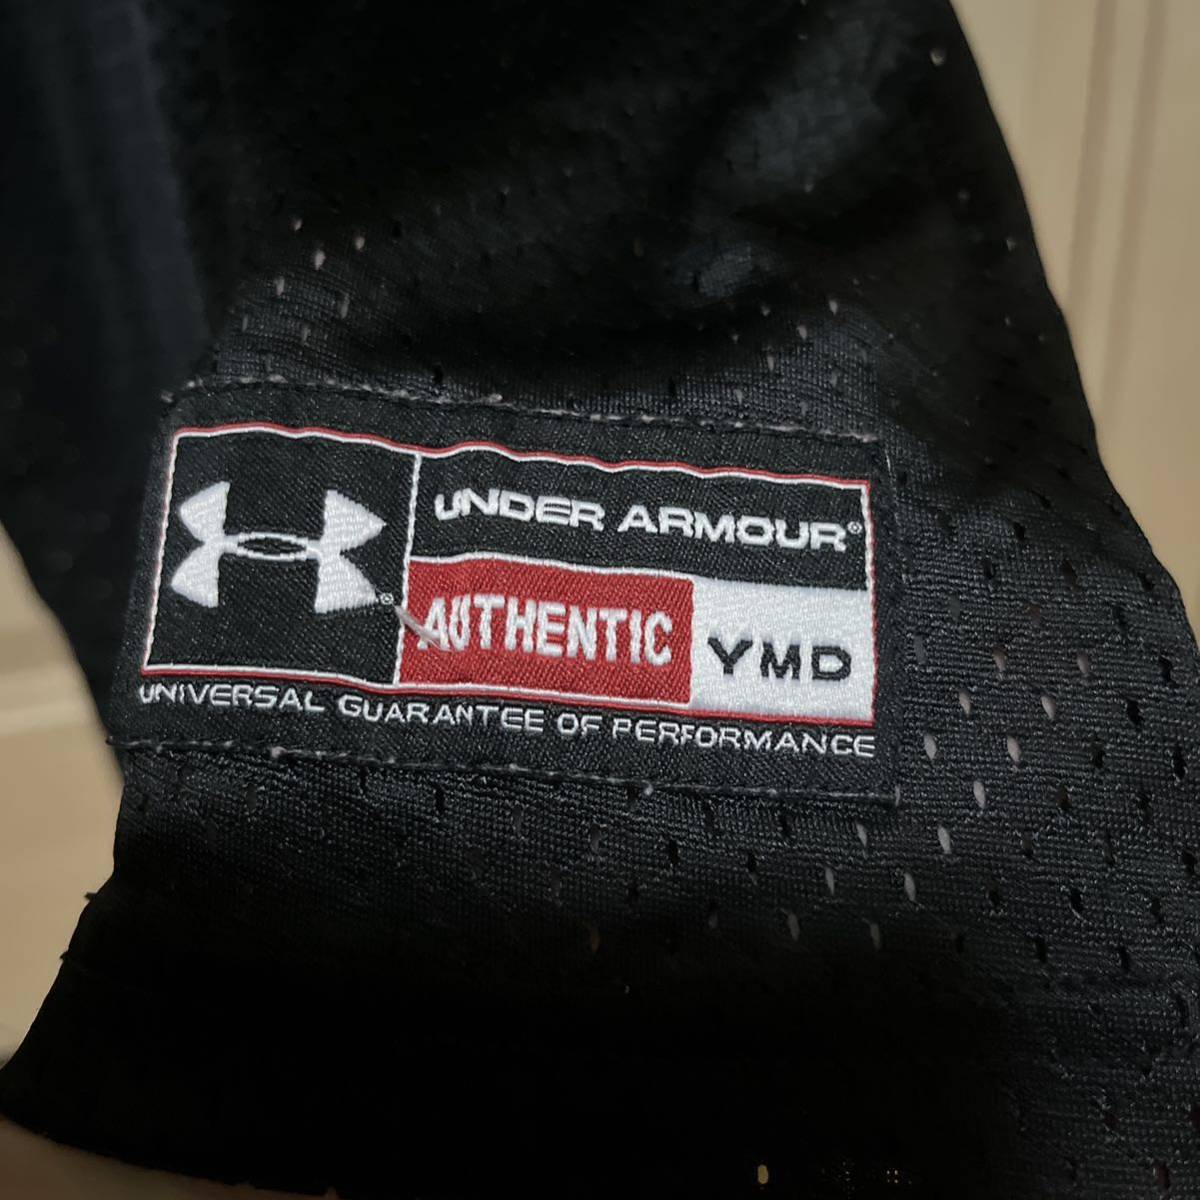 UNDER ARMOUR®
®
AUTHENTIC YMD
UNIVERSAL GUARANTEE OF PERFORMANCE